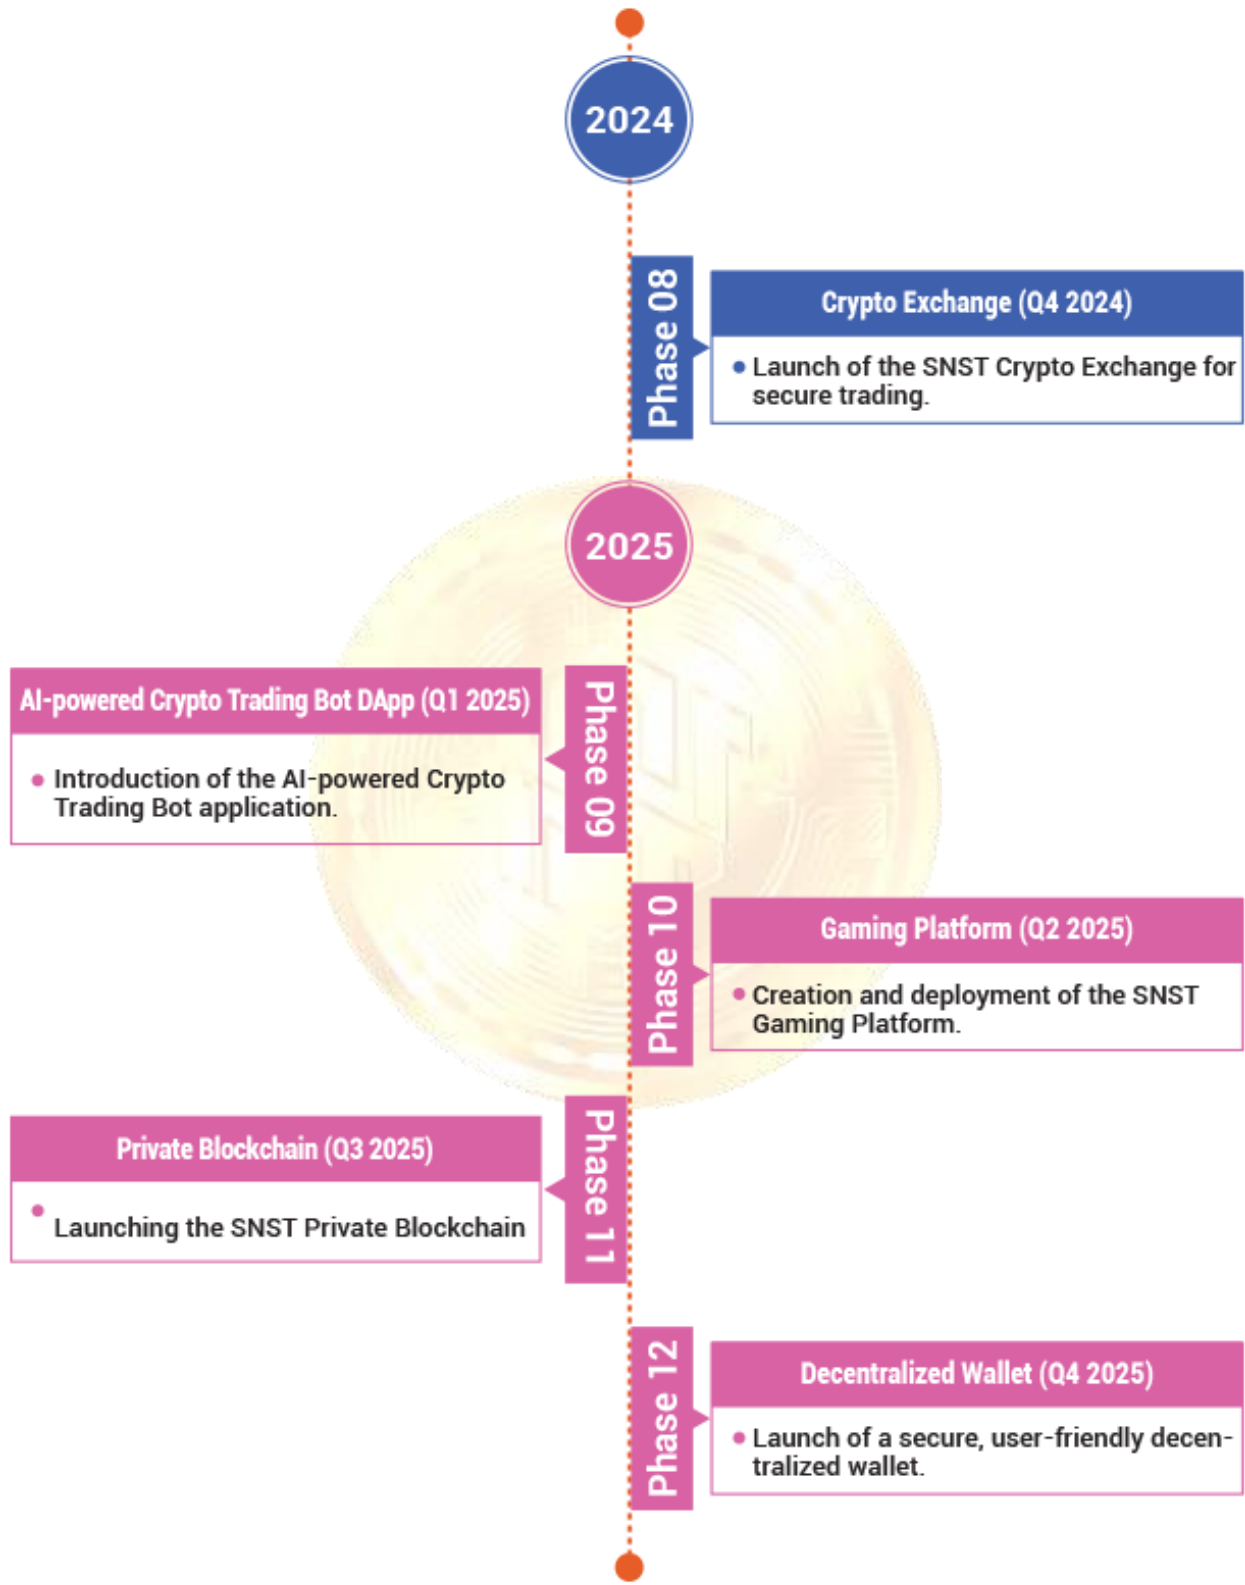 2024
Phase 08
Crypto Exchange (Q4 2024)
Launch of the SNST Crypto Exchange for
secure trading.
2025
AI-powered Crypto Trading Bot DApp (Q1 2025)
Introduction of the AI-powered Crypto
Trading Bot application.
Phase 09
Phase 10
Gaming Platform (Q2 2025)
Creation and deployment of the SNST
Gaming Platform.
Private Blockchain (Q3 2025)
Launching the SNST Private Blockchain
Phase 11
Phase 12
Decentralized Wallet (Q4 2025)
Launch of a secure, user-friendly decen-
tralized wallet.